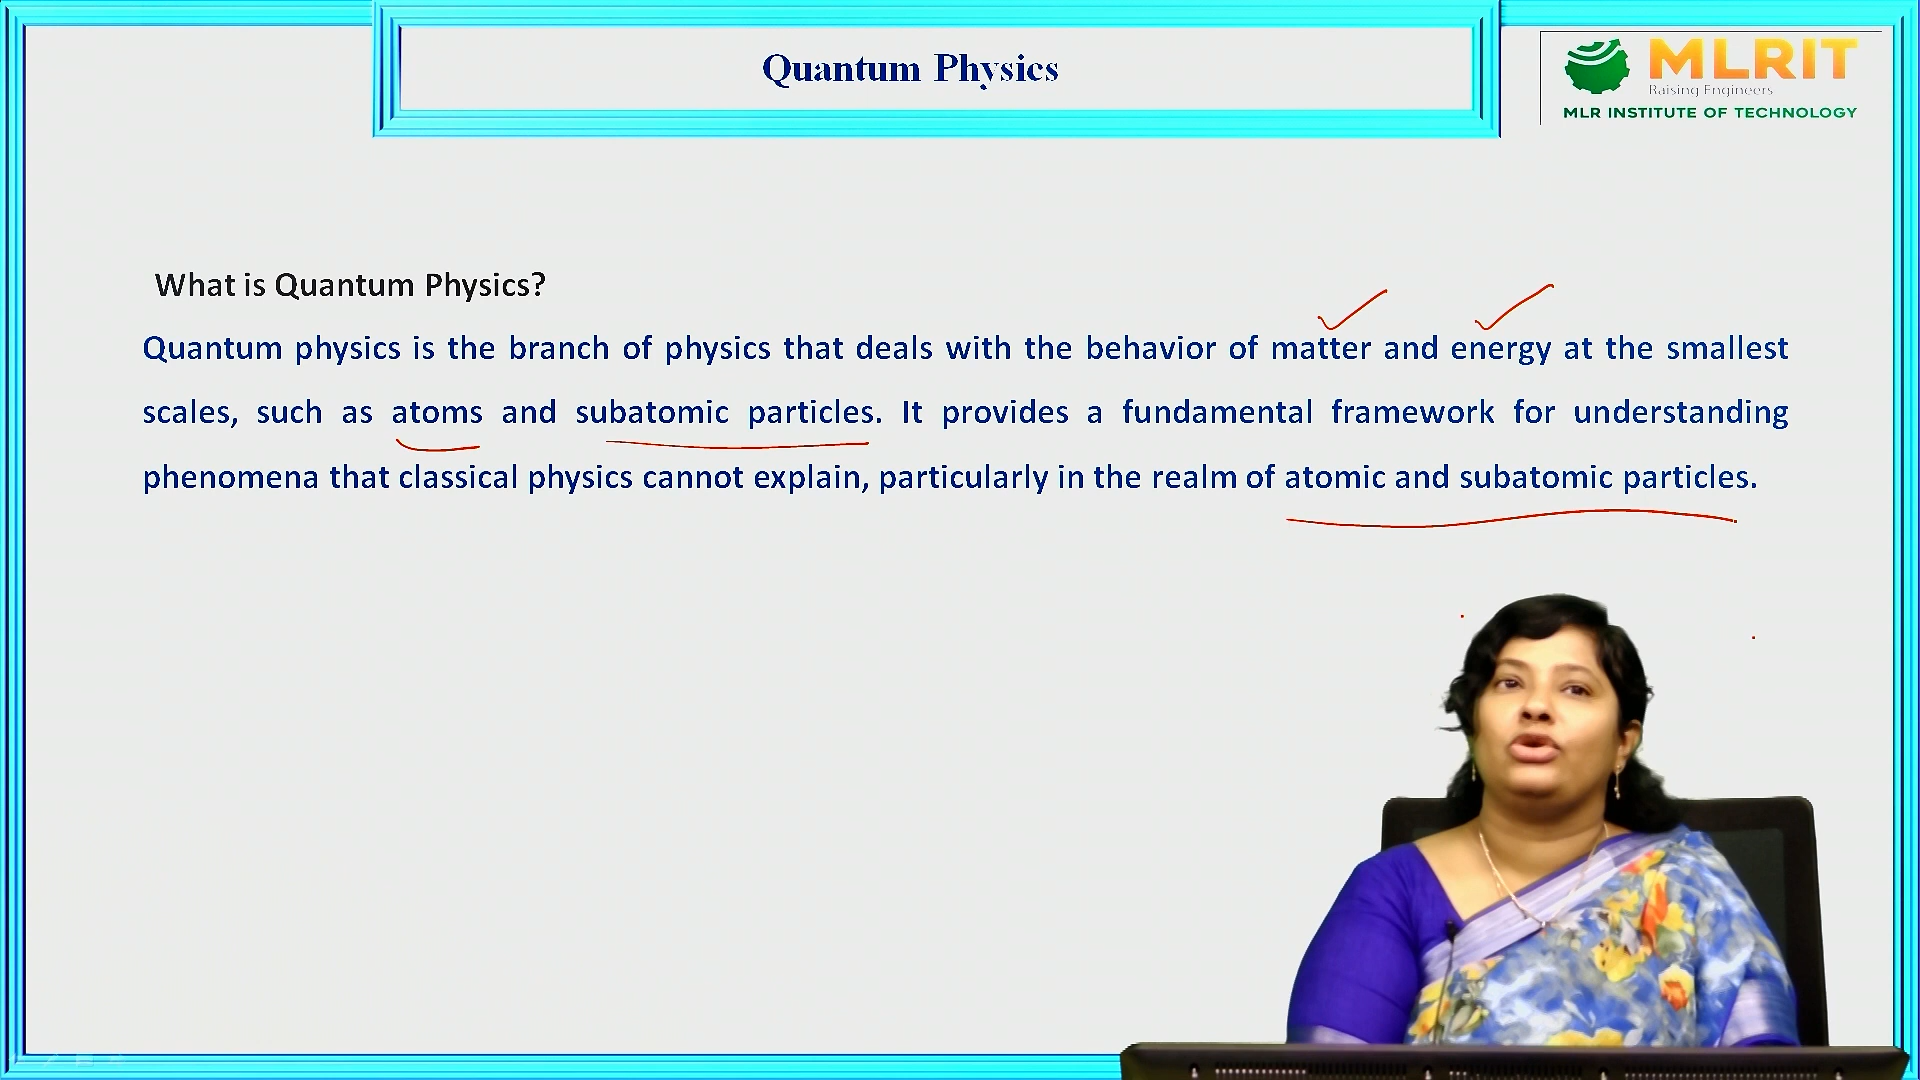 Quantum Physics
MLRIT
Raising Engineers
MLR INSTITUTE OF TECHNOLOGY
What is Quantum Physics?
Quantum physics is the branch of physics that deals with the behavior of matter and energy at the smallest
scales, such as atoms and subatomic particles. It provides a fundamental framework for understanding
phenomena that classical physics cannot explain, particularly in the realm of atomic and subatomic particles.